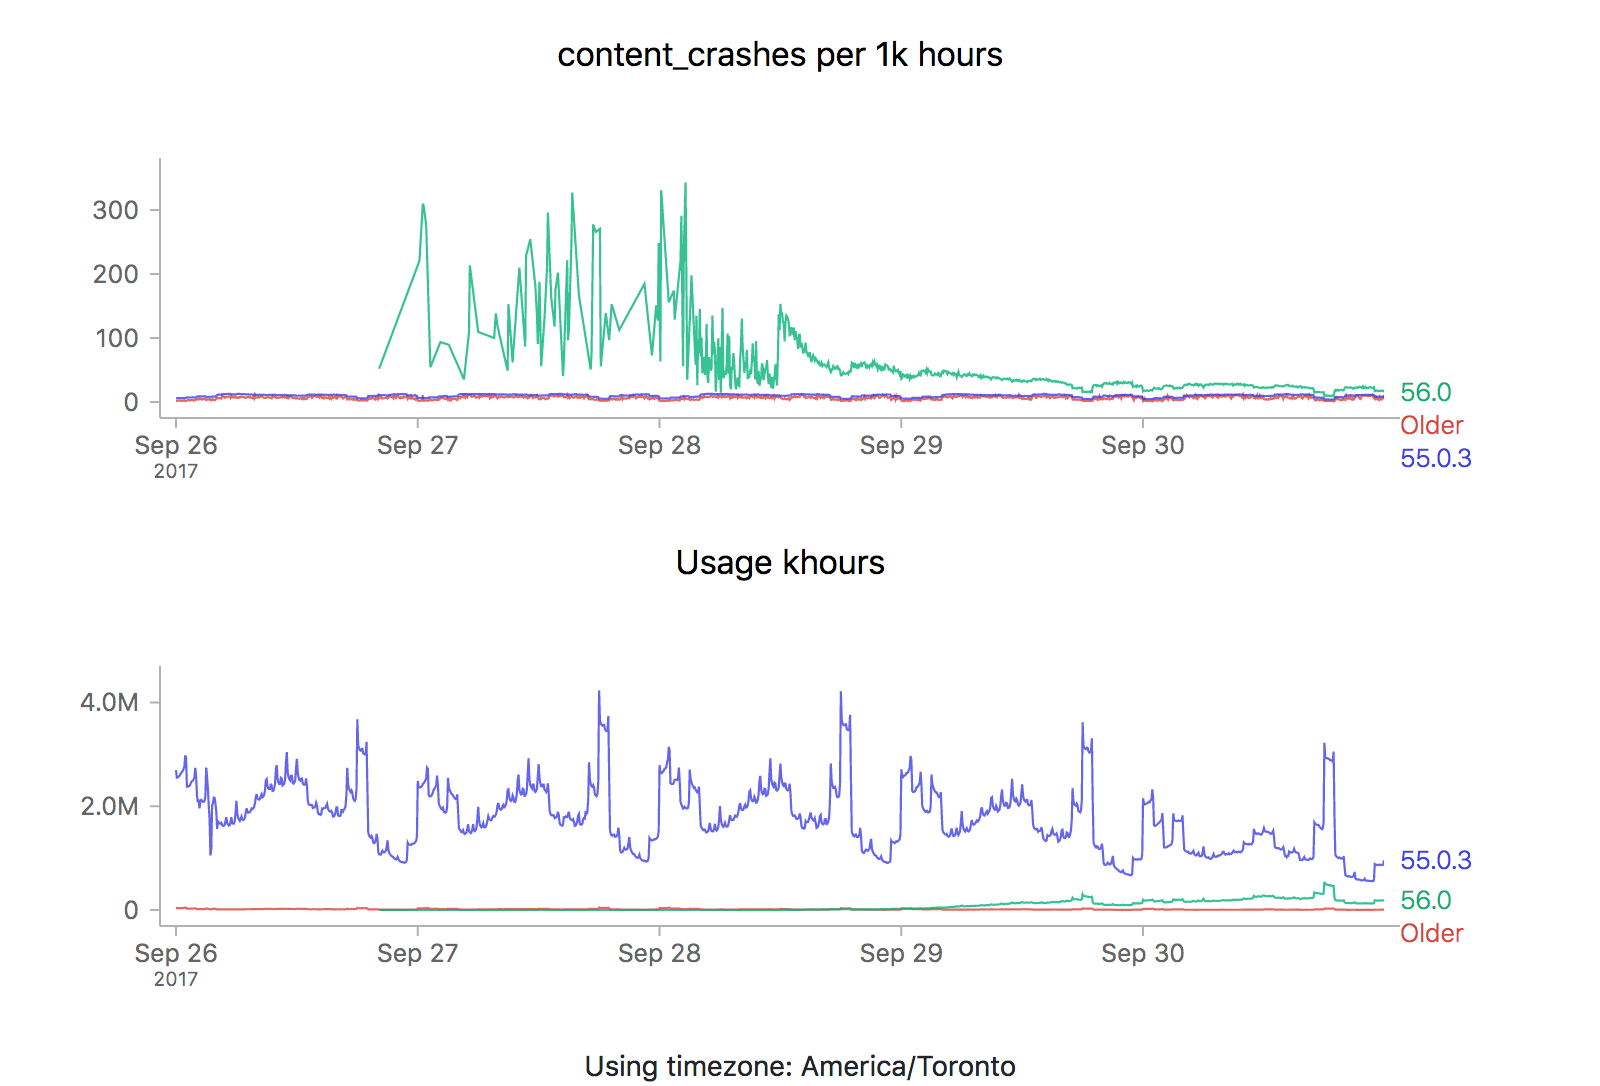 content_crashes per 1k hours
300
200
100
0
Sep 26 Sep 27 Sep 28 Sep 29 Sep 30
2017
56.0
Older
55.0.3
Usage khours
4.0M
2.0M
0
55.0.3
56.0
Older
Sep 26 Sep 27 Sep 28 Sep 29 Sep 30
2017
Using timezone: America/Toronto